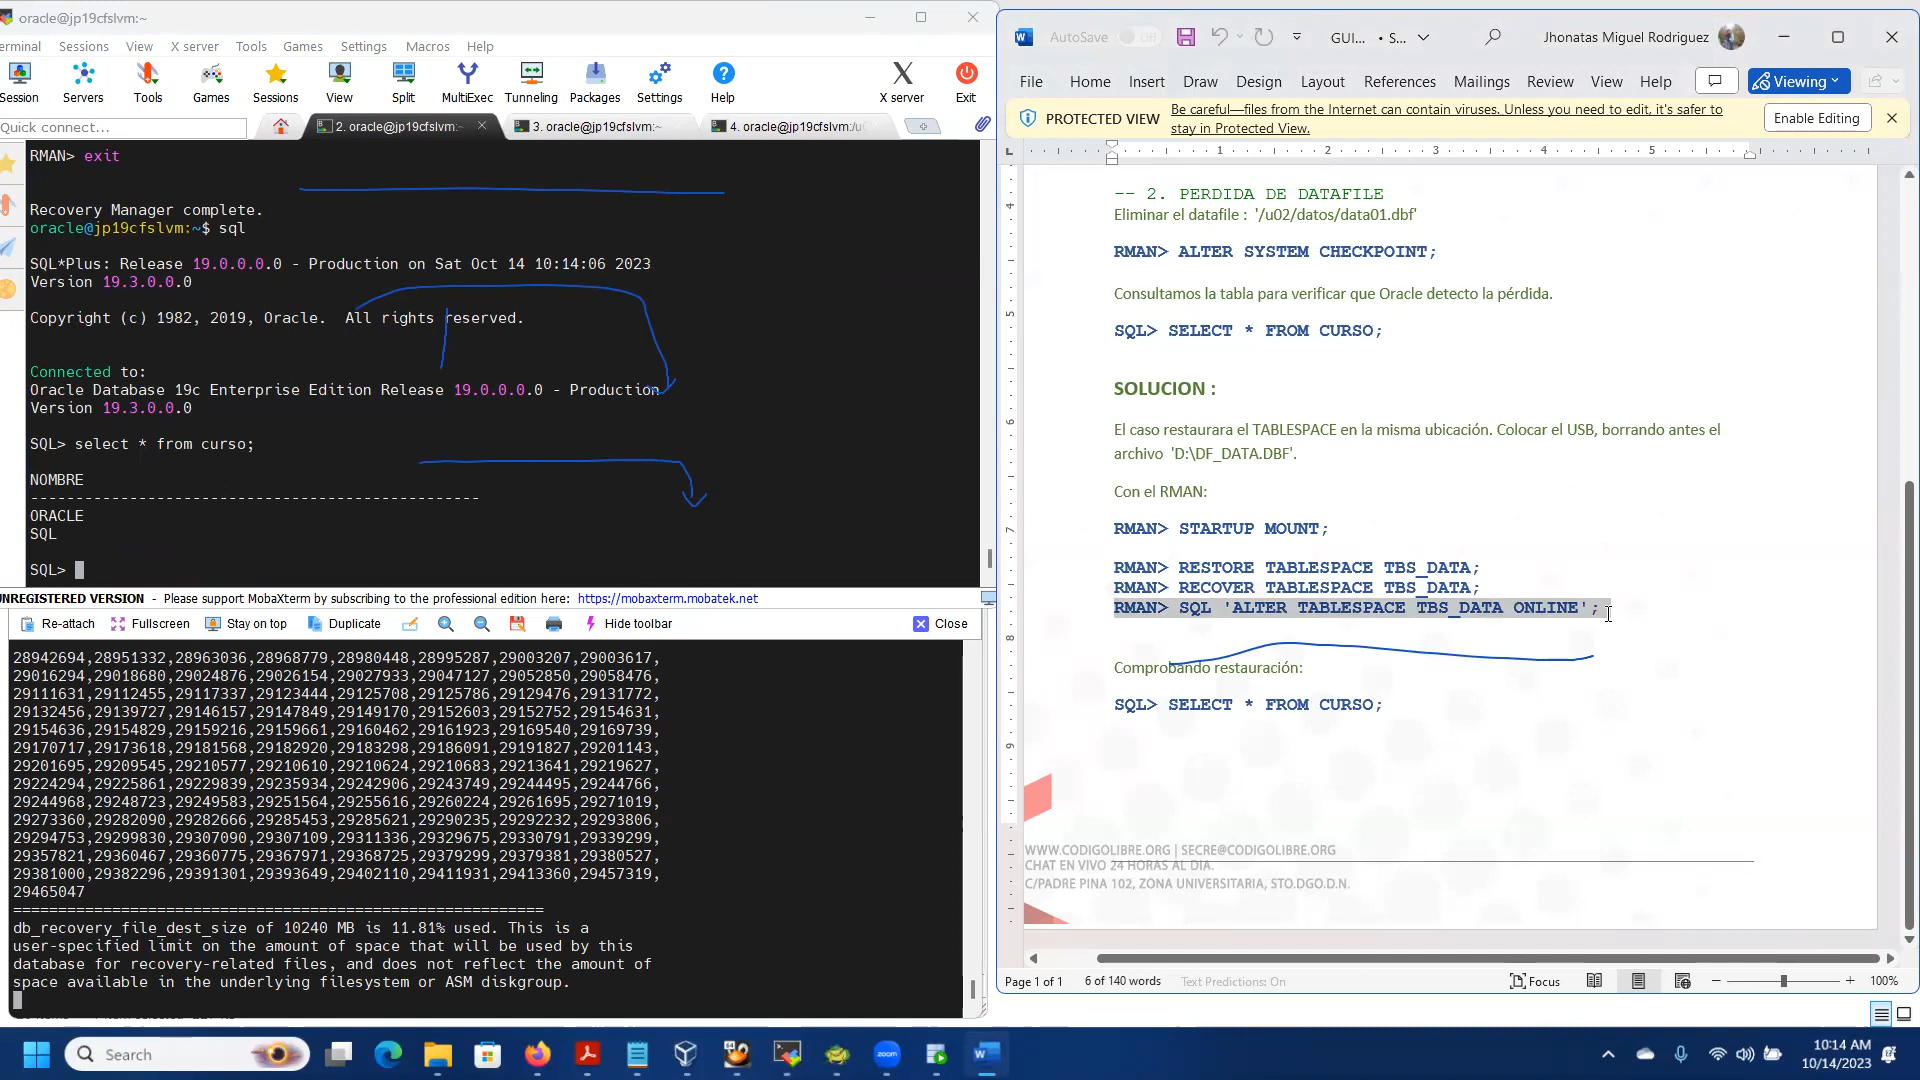 oracle@jp19cfslvm:~
erminal Sessions View X server Tools Games Settings Macros Help
Session Servers Tools Games Sessions View Split MultiExec Tunneling Packages Settings Help X server Exit
Quick connect...
2. oracle@jp19cfslvm:~
3. oracle@jp19cfslvm:~
4. oracle@jp19cfslvm:/u
RMAN> exit
Recovery Manager complete.
oracle@jp19cfslvm:~$ sql
SQL*Plus: Release 19.0.0.0.0 - Production on Sat Oct 14 10:14:06 2023
Version 19.3.0.0.0
Copyright (c) 1982, 2019, Oracle.  All rights reserved.
Connected to:
Oracle Database 19c Enterprise Edition Release 19.0.0.0.0 - Production
Version 19.3.0.0.0
SQL> select * from curso;
NOMBRE
--------------------------------------------------
ORACLE
SQL
SQL>
UNREGISTERED VERSION - Please support MobaXterm by subscribing to the professional edition here: https://mobaxterm.mobatek.net
Re-attach Fullscreen Stay on top Duplicate Hide toolbar Close
28942694,28951332,28963036,28968779,28980448,28995287,29003207,29003617,
29016294,29018680,29024876,29026154,29027933,29047127,29052850,29058476,
29111631,29112455,29117337,29123444,29125708,29125786,29129476,29131772,
29132456,29139727,29146157,29147849,29149170,29152603,29152752,29154631,
29154636,29154829,29159216,29159661,29160462,29161923,29169540,29169739,
29170717,29173618,29181568,29182920,29183298,29186091,29191827,29201143,
29201695,29209545,29210577,29210610,29210624,29210683,29213641,29219627,
29224294,29225861,29229839,29235934,29242906,29243749,29244495,29244766,
29244968,29248723,29249583,29251564,29255616,29260224,29261695,29271019,
29273360,29282090,29282666,29285453,29285621,29290235,29292232,29293806,
29294753,29299830,29307090,29307109,29311336,29329675,29330791,29339299,
29357821,29360467,29360775,29367971,29368725,29379299,29379381,29380527,
29381000,29382296,29391301,29393649,29402110,29411931,29413360,29457319,
29465047
===========================================================
db_recovery_file_dest_size of 10240 MB is 11.81% used. This is a
user-specified limit on the amount of space that will be used by this
database for recovery-related files, and does not reflect the amount of
space available in the underlying filesystem or ASM diskgroup.
AutoSave Off GUI... • S... Jhonatas Miguel Rodriguez
File Home Insert Draw Design Layout References Mailings Review View Help Viewing
PROTECTED VIEW Be careful—files from the Internet can contain viruses. Unless you need to edit, it's safer to
stay in Protected View. Enable Editing
1 2 3 4 5
-- 2. PERDIDA DE DATAFILE
Eliminar el datafile : '/u02/datos/data01.dbf'
RMAN> ALTER SYSTEM CHECKPOINT;
Consultamos la tabla para verificar que Oracle detecto la pérdida.
SQL> SELECT * FROM CURSO;
SOLUCION :
El caso restaurara el TABLESPACE en la misma ubicación. Colocar el USB, borrando antes el
archivo 'D:\DF_DATA.DBF'.
Con el RMAN:
RMAN> STARTUP MOUNT;
RMAN> RESTORE TABLESPACE TBS_DATA;
RMAN> RECOVER TABLESPACE TBS_DATA;
RMAN> SQL 'ALTER TABLESPACE TBS_DATA ONLINE';
Comprobando restauración:
SQL> SELECT * FROM CURSO;
WWW.CODIGOLIBRE.ORG | SECRE@CODIGOLIBRE.ORG
CHAT EN VIVO 24 HORAS AL DIA.
C/PADRE PINA 102, ZONA UNIVERSITARIA, STO.DGO.D.N.
4
5
6
7
8
9
Page 1 of 1 6 of 140 words Text Predictions: On Focus 100%
Search
zoom
10:14 AM
10/14/2023